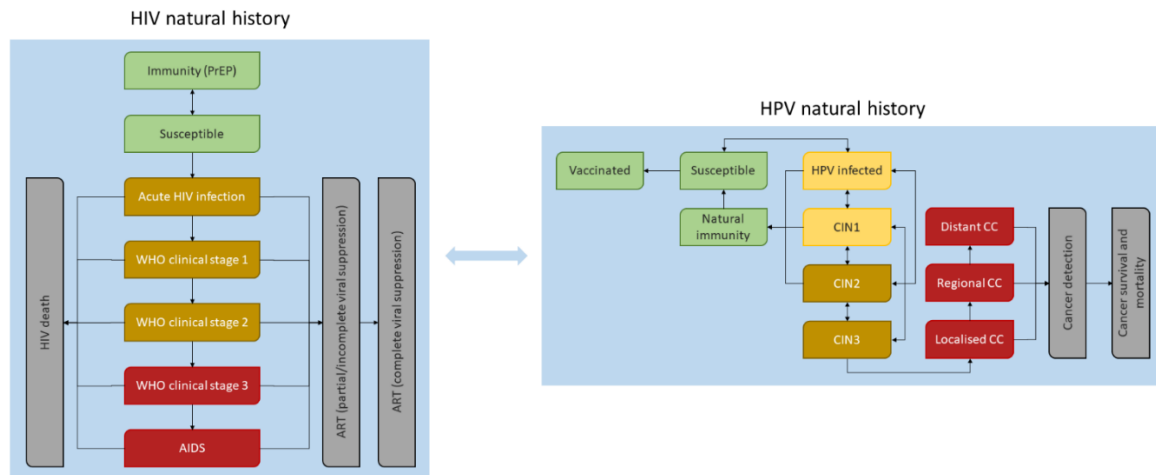 HIV natural history
Immunity (PrEP)
Susceptible
Acute HIV infection
WHO clinical stage 1
WHO clinical stage 2
WHO clinical stage 3
AIDS
HIV death
ART (partial/incomplete viral suppression)
ART (complete viral suppression)
HPV natural history
Vaccinated
Susceptible
HPV infected
Natural
immunity
CIN1
CIN2
CIN3
Distant CC
Regional CC
Localised CC
Cancer detection
Cancer survival and
mortality